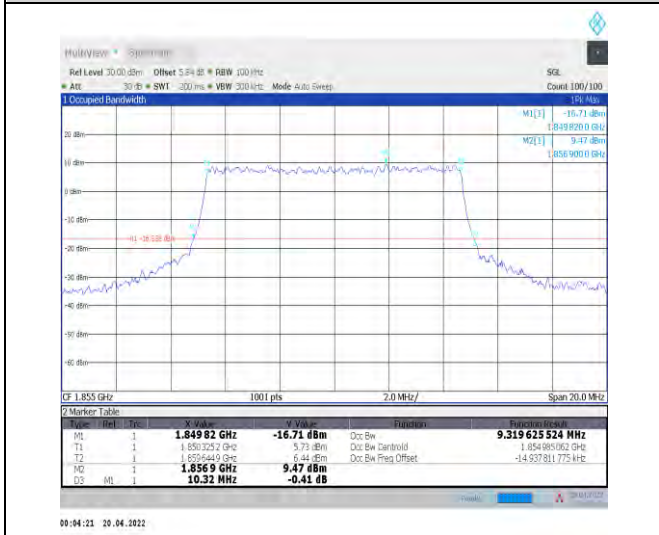 MultiView Spectrum
Ref Level 30.00 dBm Offset 5.54 dB RBW 100 kHz SGL
Att 30 dB SWT 200 ms VBW 300 kHz Mode Auto Sweep Count 100/100
1 Occupied Bandwidth 1Pk Max
M1[1] -16.71 dBm
1.849820 0 GHz
20 dBm M2[1] 9.47 dBm
1.856900 0 GHz
10 dBm
0 dBm
-10 dBm
-20 dBm
-30 dBm
-40 dBm
-50 dBm
-60 dBm
CF 1.855 GHz 1001 pts 2.0 MHz/ Span 20.0 MHz
2 Marker Table
Type Ref Trc X-Value Y-Value Function Function Result
M1 1 1.849 82 GHz -16.71 dBm Occ Bw 9.319 625 524 MHz
T1 1 1.8503252 GHz 5.73 dBm Occ Bw Centroid 1.854985062 GHz
T2 1 1.8596449 GHz 6.44 dBm Occ Bw Freq Offset -14.937811775 kHz
M2 1 1.856 9 GHz 9.47 dBm
D3 M1 1 10.32 MHz -0.41 dB
00:04:21 20.04.2022